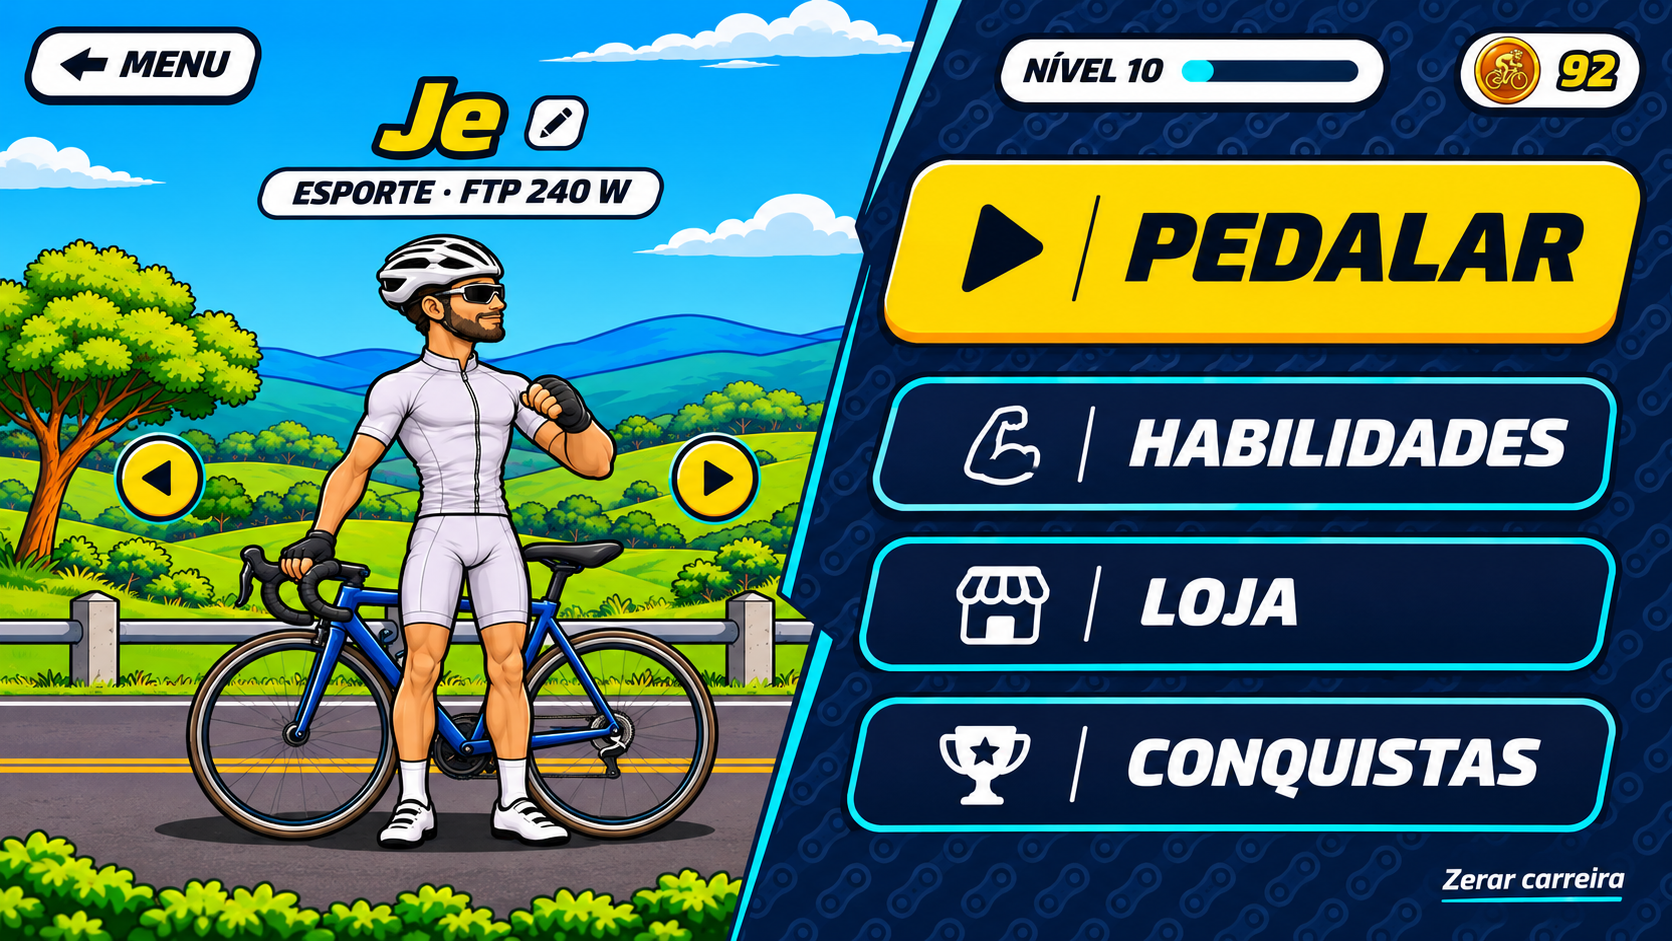 MENU
Je
ESPORTE · FTP 240 W
NÍVEL 10
92
PEDALAR
HABILIDADES
LOJA
CONQUISTAS
Zerar carreira